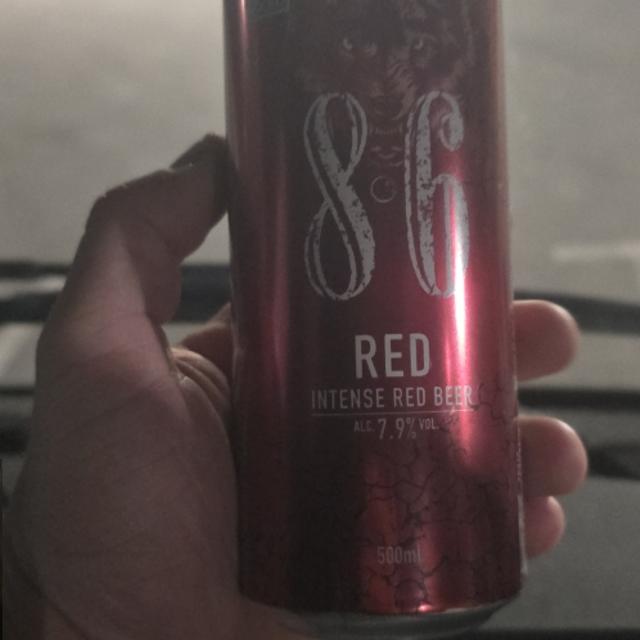 8.6
RED
INTENSE RED BEER
ALC. 7.9% VOL.
500ml